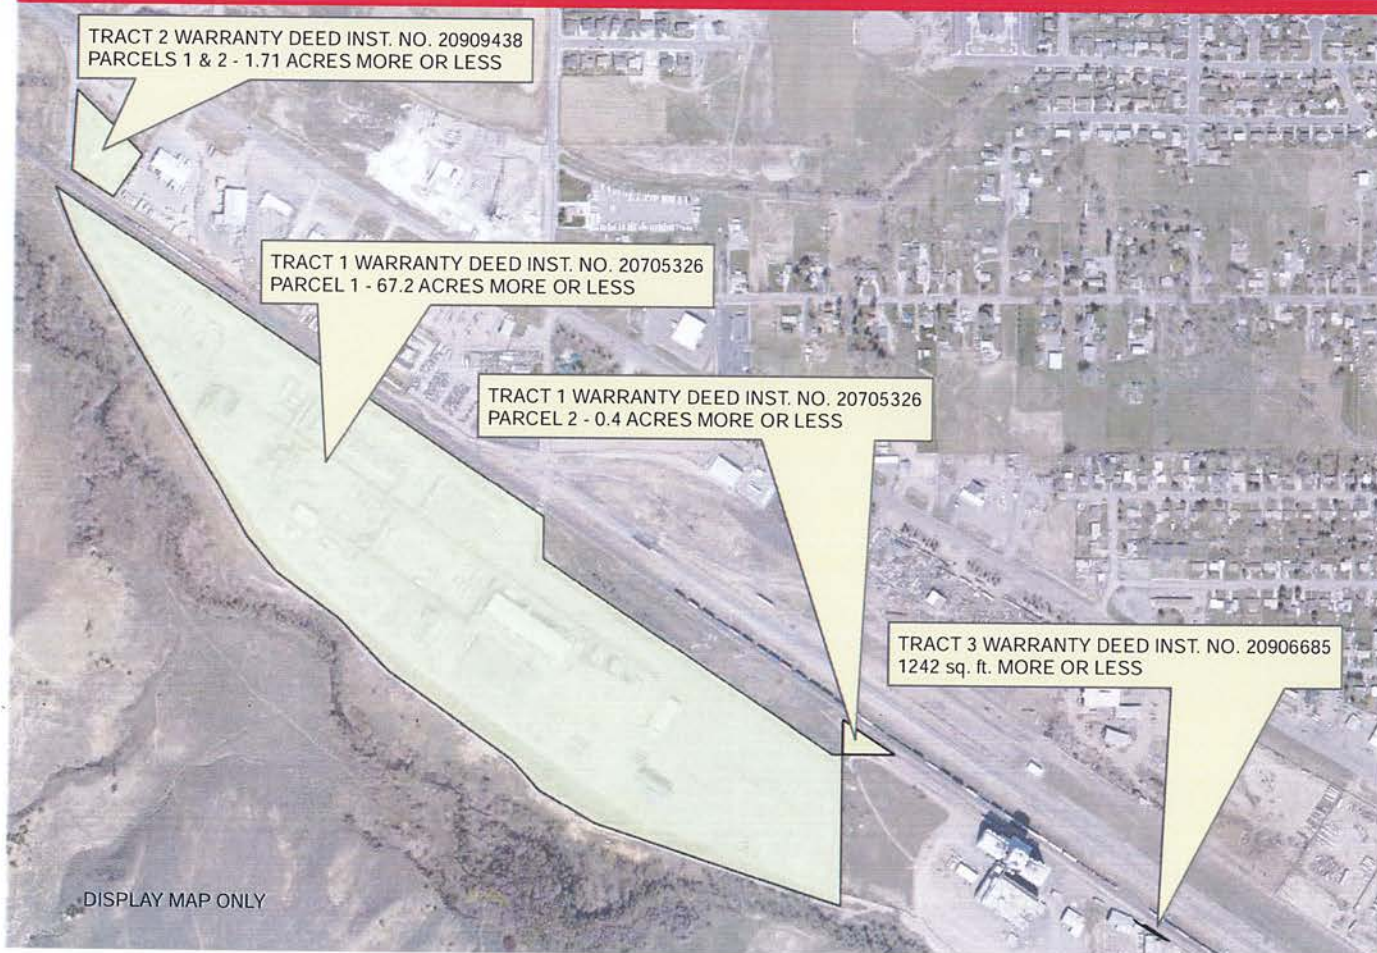 TRACT 2 WARRANTY DEED INST. NO. 20909438
PARCELS 1 & 2 - 1.71 ACRES MORE OR LESS
TRACT 1 WARRANTY DEED INST. NO. 20705326
PARCEL 1 - 67.2 ACRES MORE OR LESS
TRACT 1 WARRANTY DEED INST. NO. 20705326
PARCEL 2 - 0.4 ACRES MORE OR LESS
TRACT 3 WARRANTY DEED INST. NO. 20906685
1242 sq. ft. MORE OR LESS
DISPLAY MAP ONLY